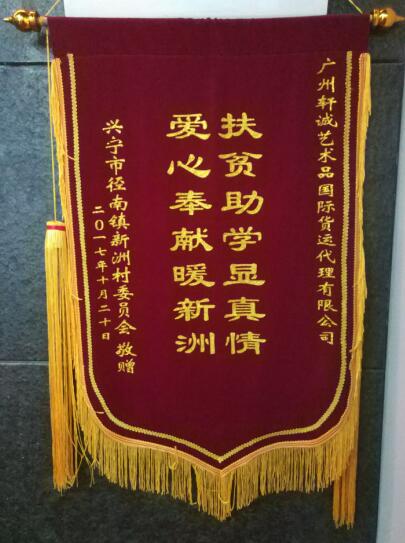 广州轩诚艺术品国际货运代理有限公司
扶贫助学显真情
爱心奉献暖新洲
兴宁市径南镇新洲村委员会 敬赠
二0一七年十月二十日